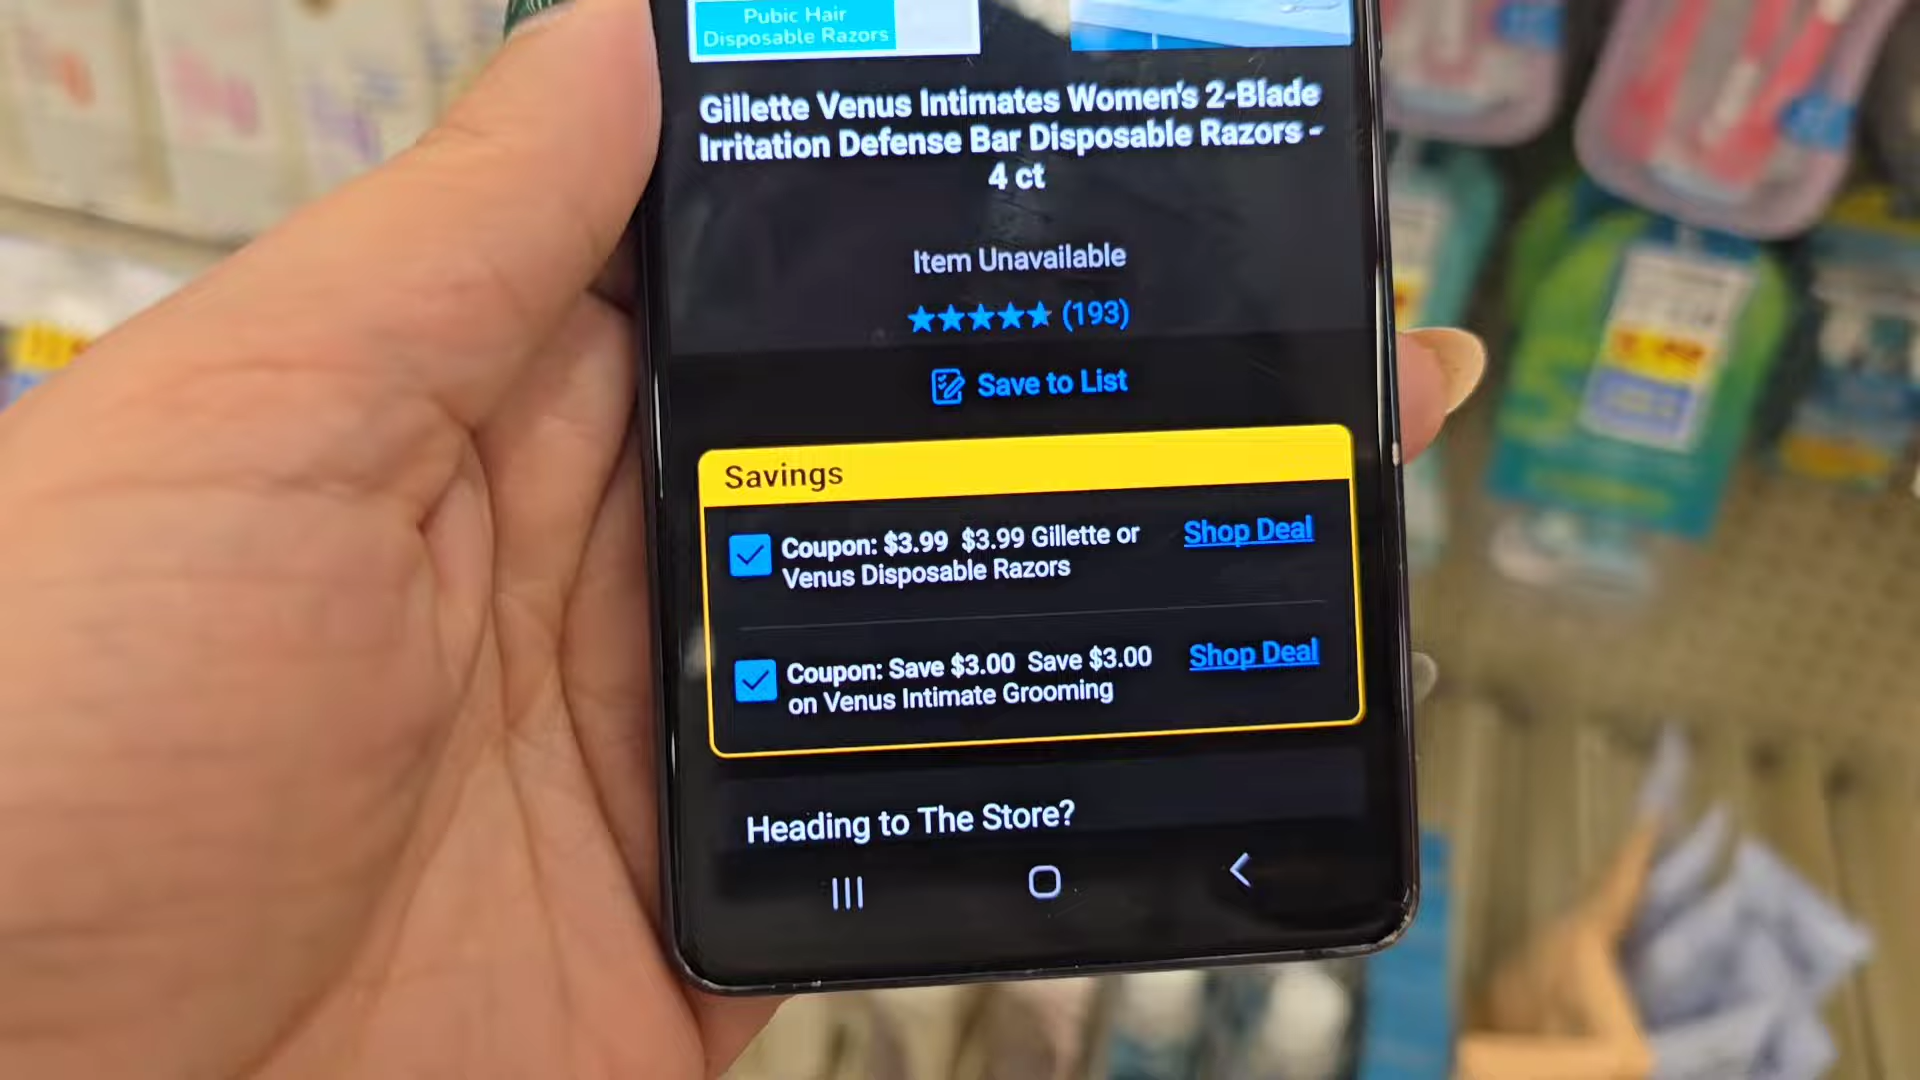 Pubic Hair
Disposable Razors
Gillette Venus Intimates Women's 2-Blade
Irritation Defense Bar Disposable Razors -
4 ct
Item Unavailable
(193)
Save to List
Savings
Coupon: $3.99 $3.99 Gillette or
Venus Disposable Razors
Shop Deal
Coupon: Save $3.00 Save $3.00
on Venus Intimate Grooming
Shop Deal
Heading to The Store?